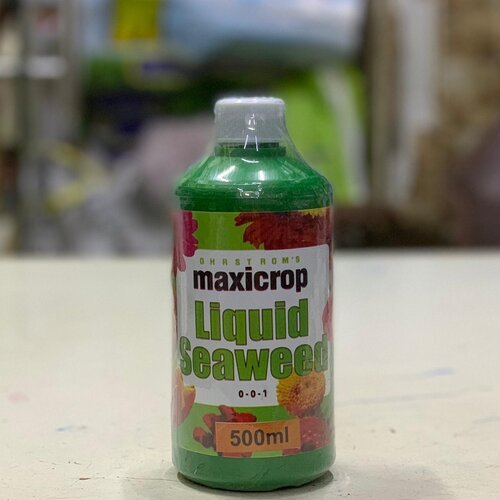 OHRSTROM'S
maxicrop
Liquid
Seaweed
0-0-1
500ml